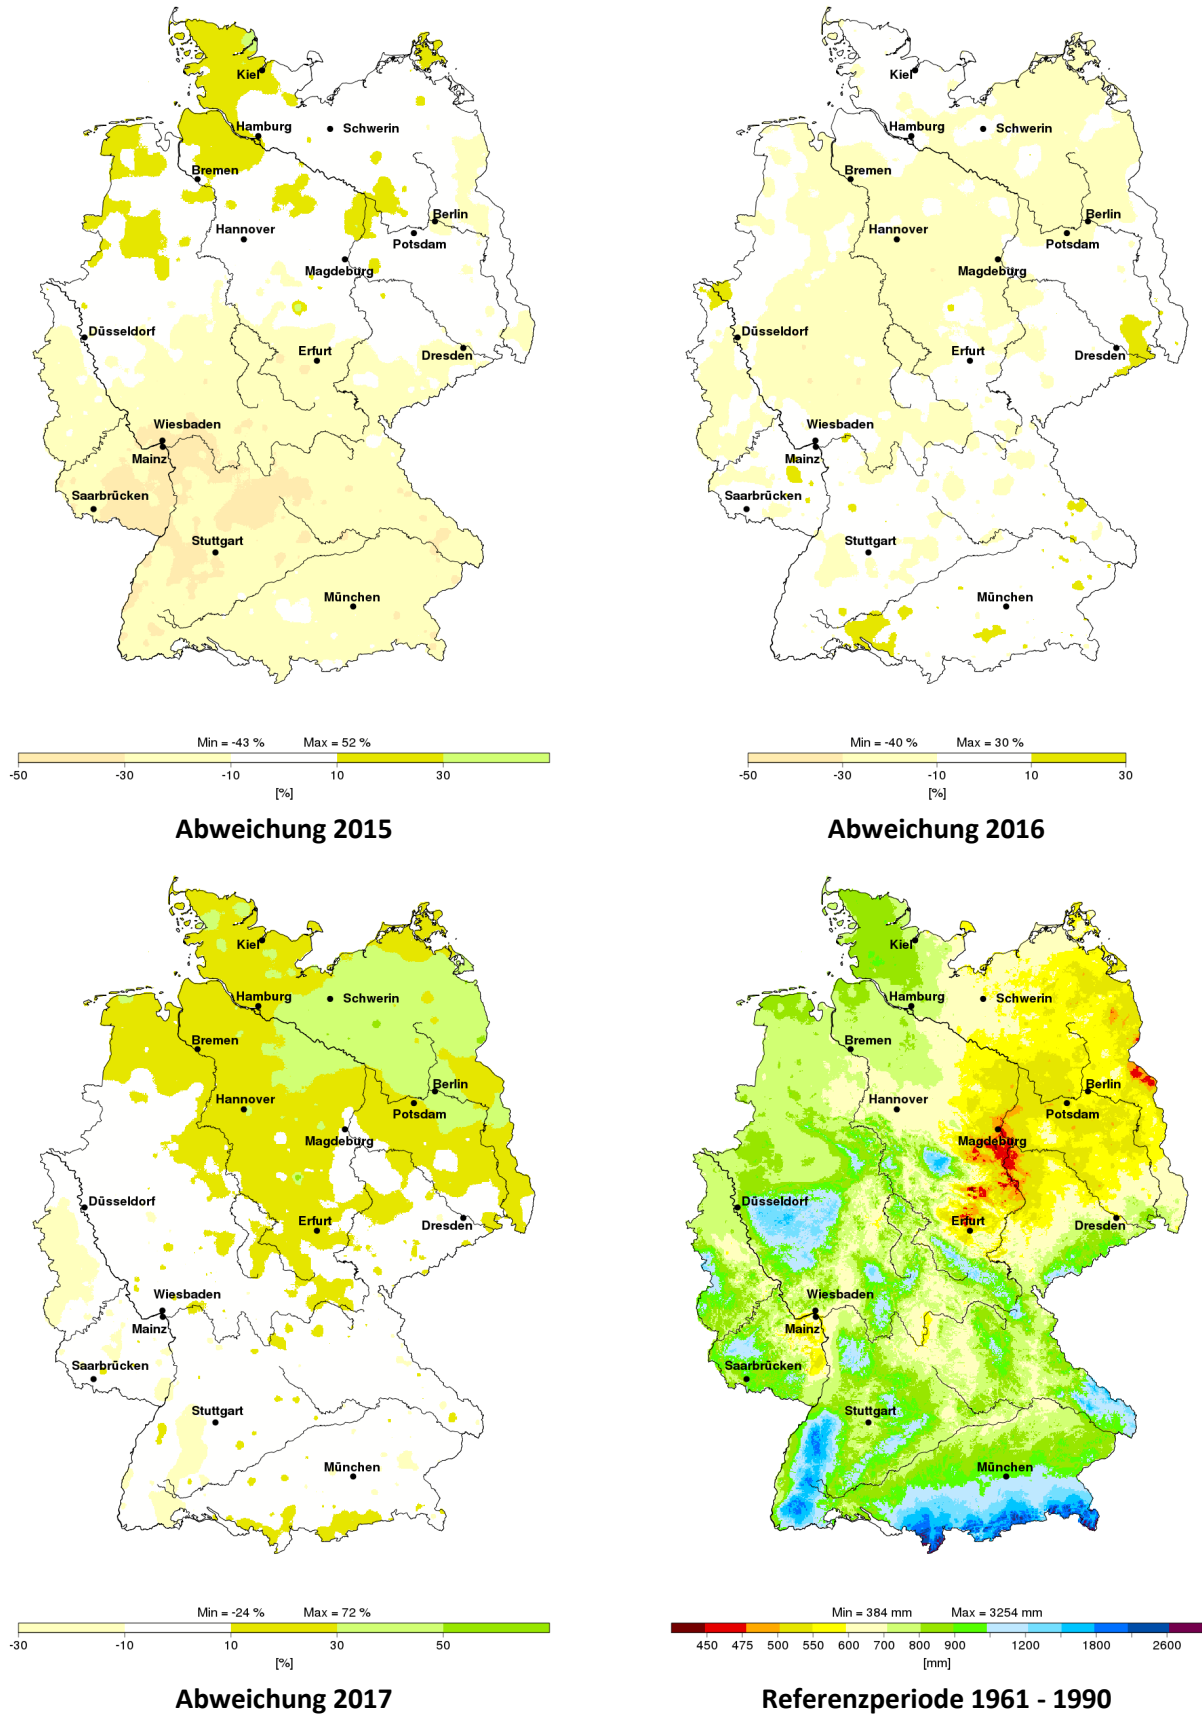 Kiel
Hamburg
Schwerin
Bremen
Berlin
Hannover
Potsdam
Magdeburg
Düsseldorf
Erfurt
Dresden
Wiesbaden
Mainz
Saarbrücken
Stuttgart
München
Min = -43 % Max = 52 %
-50 -30 -10 10 30
[%]
Abweichung 2015
Kiel
Hamburg
Schwerin
Bremen
Berlin
Hannover
Potsdam
Magdeburg
Düsseldorf
Erfurt
Dresden
Wiesbaden
Mainz
Saarbrücken
Stuttgart
München
Min = -40 % Max = 30 %
-50 -30 -10 10 30
[%]
Abweichung 2016
Kiel
Hamburg
Schwerin
Bremen
Berlin
Hannover
Potsdam
Magdeburg
Düsseldorf
Erfurt
Dresden
Wiesbaden
Mainz
Saarbrücken
Stuttgart
München
Min = -24 % Max = 72 %
-30 -10 10 30 50
[%]
Abweichung 2017
Kiel
Hamburg
Schwerin
Bremen
Berlin
Hannover
Potsdam
Magdeburg
Düsseldorf
Erfurt
Dresden
Wiesbaden
Mainz
Saarbrücken
Stuttgart
München
Min = 384 mm Max = 3254 mm
450 475 500 550 600 700 800 900 1200 1800 2600
[mm]
Referenzperiode 1961 - 1990